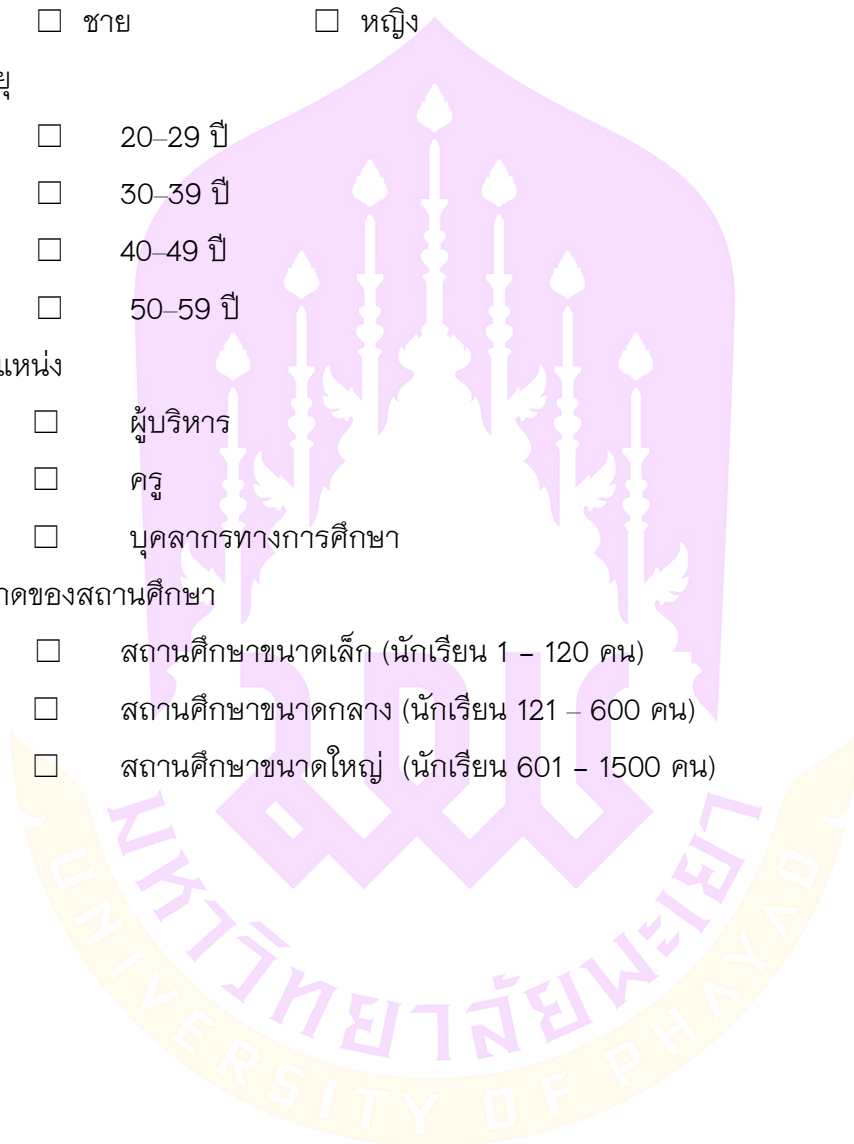 ☐ ชาย ☐ หญิง
ยุ
☐ 20–29 ปี
☐ 30–39 ปี
☐ 40–49 ปี
☐ 50–59 ปี
แหน่ง
☐ ผู้บริหาร
☐ ครู
☐ บุคลากรทางการศึกษา
าดของสถานศึกษา
☐ สถานศึกษาขนาดเล็ก (นักเรียน 1 – 120 คน)
☐ สถานศึกษาขนาดกลาง (นักเรียน 121 – 600 คน)
☐ สถานศึกษาขนาดใหญ่ (นักเรียน 601 – 1500 คน)
มหาวิทยาลัยพะเยา
UNIVERSITY OF PHAYAO